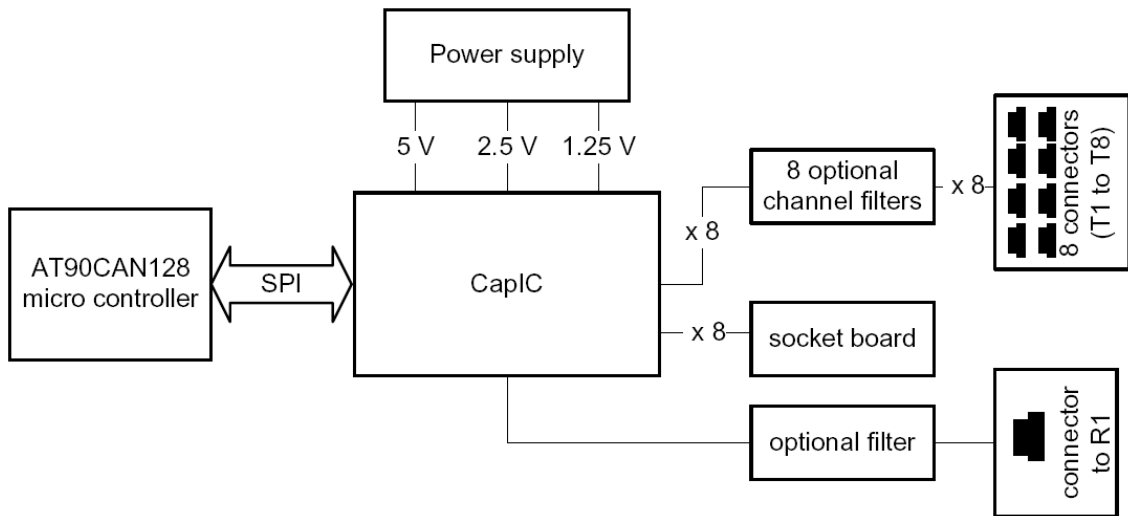 Power supply
5 V
2.5 V
1.25 V
AT90CAN128
micro controller
SPI
CapIC
x 8
8 optional
channel filters
x 8
8 connectors
(T1 to T8)
x 8
socket board
optional filter
connector
to R1